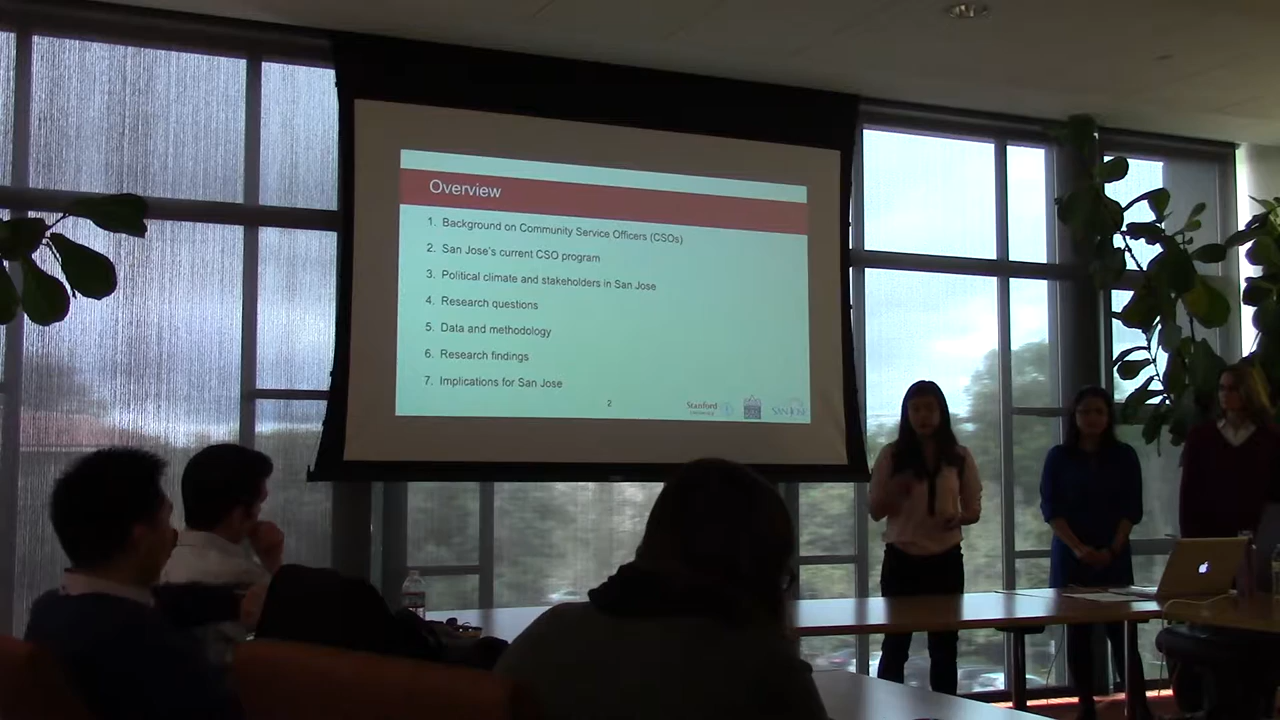 Overview
1. Background on Community Service Officers (CSOs)
2. San Jose's current CSO program
3. Political climate and stakeholders in San Jose
4. Research questions
5. Data and methodology
6. Research findings
7. Implications for San Jose
2
Stanford
SAN JOSE